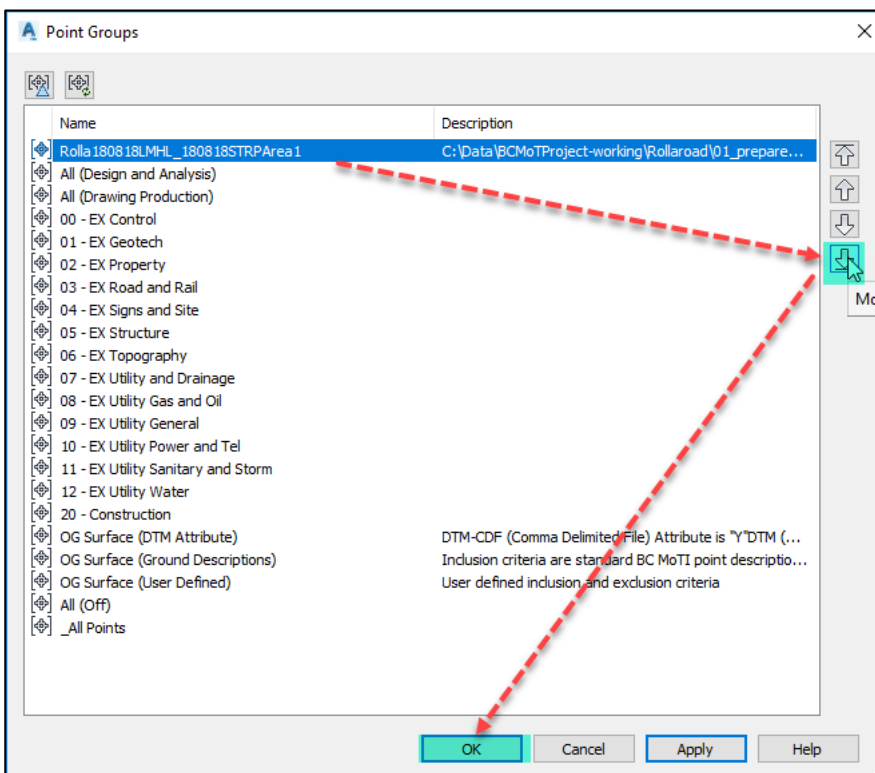 Point Groups
Name Description
Rolla180818LMHL_180818STRPArea1 C:\Data\BCMoTProject-working\Rollaroad\01_prepare...
All (Design and Analysis)
All (Drawing Production)
00 - EX Control
01 - EX Geotech
02 - EX Property
03 - EX Road and Rail
04 - EX Signs and Site
05 - EX Structure
06 - EX Topography
07 - EX Utility and Drainage
08 - EX Utility Gas and Oil
09 - EX Utility General
10 - EX Utility Power and Tel
11 - EX Utility Sanitary and Storm
12 - EX Utility Water
20 - Construction
OG Surface (DTM Attribute) DTM-CDF (Comma Delimited File) Attribute is "Y"DTM (...
OG Surface (Ground Descriptions) Inclusion criteria are standard BC MoTI point descriptio...
OG Surface (User Defined) User defined inclusion and exclusion criteria
All (Off)
_All Points
OK Cancel Apply Help